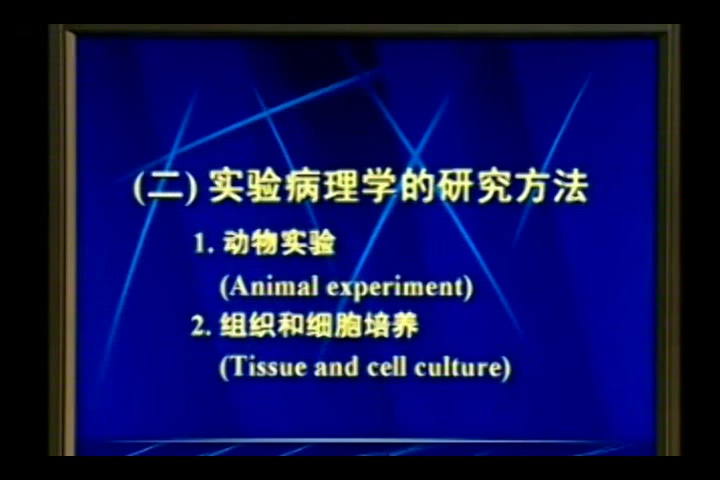 (二) 实验病理学的研究方法
1. 动物实验
(Animal experiment)
2. 组织和细胞培养
(Tissue and cell culture)